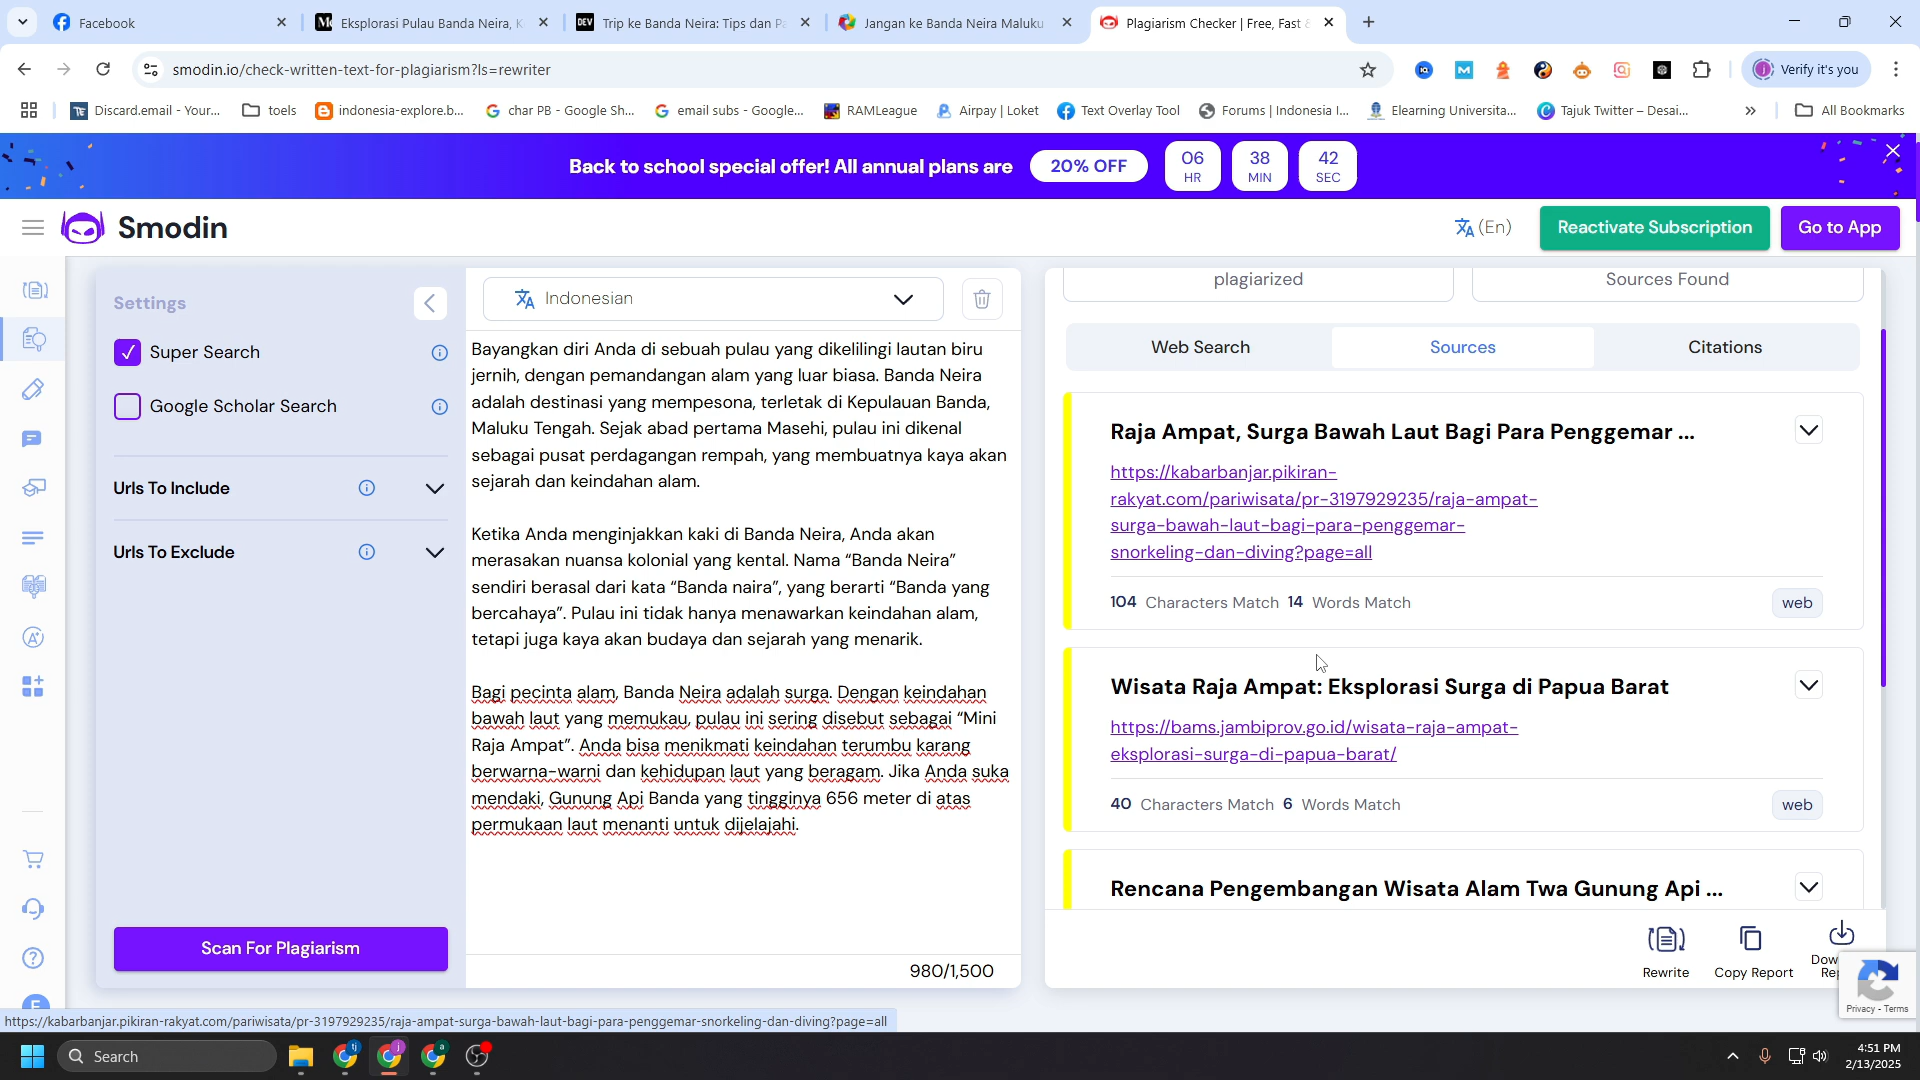 Facebook
Eksplorasi Pulau Banda Neira, K
Trip ke Banda Neira: Tips dan Pa
Jangan ke Banda Neira Maluku
Plagiarism Checker | Free, Fast &
smodin.io/check-written-text-for-plagiarism?ls=rewriter
Verify it's you
Discard.email - Your...
toels
indonesia-explore.b...
char PB - Google Sh...
email subs - Google...
RAMLeague
Airpay | Loket
Text Overlay Tool
Forums | Indonesia I...
Elearning Universita...
Tajuk Twitter – Desai...
All Bookmarks
Back to school special offer! All annual plans are
20% OFF
06
HR
38
MIN
42
SEC
Smodin
(En)
Reactivate Subscription
Go to App
Settings
Super Search
Google Scholar Search
Urls To Include
Urls To Exclude
Scan For Plagiarism
Indonesian
Bayangkan diri Anda di sebuah pulau yang dikelilingi lautan biru
jernih, dengan pemandangan alam yang luar biasa. Banda Neira
adalah destinasi yang mempesona, terletak di Kepulauan Banda,
Maluku Tengah. Sejak abad pertama Masehi, pulau ini dikenal
sebagai pusat perdagangan rempah, yang membuatnya kaya akan
sejarah dan keindahan alam.
Ketika Anda menginjakkan kaki di Banda Neira, Anda akan
merasakan nuansa kolonial yang kental. Nama “Banda Neira”
sendiri berasal dari kata “Banda naira”, yang berarti “Banda yang
bercahaya”. Pulau ini tidak hanya menawarkan keindahan alam,
tetapi juga kaya akan budaya dan sejarah yang menarik.
Bagi pecinta alam, Banda Neira adalah surga. Dengan keindahan
bawah laut yang memukau, pulau ini sering disebut sebagai “Mini
Raja Ampat”. Anda bisa menikmati keindahan terumbu karang
berwarna-warni dan kehidupan laut yang beragam. Jika Anda suka
mendaki, Gunung Api Banda yang tingginya 656 meter di atas
permukaan laut menanti untuk dijelajahi.
980/1,500
plagiarized
Sources Found
Web Search
Sources
Citations
Raja Ampat, Surga Bawah Laut Bagi Para Penggemar ...
https://kabarbanjar.pikiran-
rakyat.com/pariwisata/pr-3197929235/raja-ampat-
surga-bawah-laut-bagi-para-penggemar-
snorkeling-dan-diving?page=all
104 Characters Match 14 Words Match
web
Wisata Raja Ampat: Eksplorasi Surga di Papua Barat
https://bams.jambiprov.go.id/wisata-raja-ampat-
eksplorasi-surga-di-papua-barat/
40 Characters Match 6 Words Match
web
Rencana Pengembangan Wisata Alam Twa Gunung Api ...
Rewrite
Copy Report
Privacy - Terms
https://kabarbanjar.pikiran-rakyat.com/pariwisata/pr-3197929235/raja-ampat-surga-bawah-laut-bagi-para-penggemar-snorkeling-dan-diving?page=all
Search
4:51 PM
2/13/2025